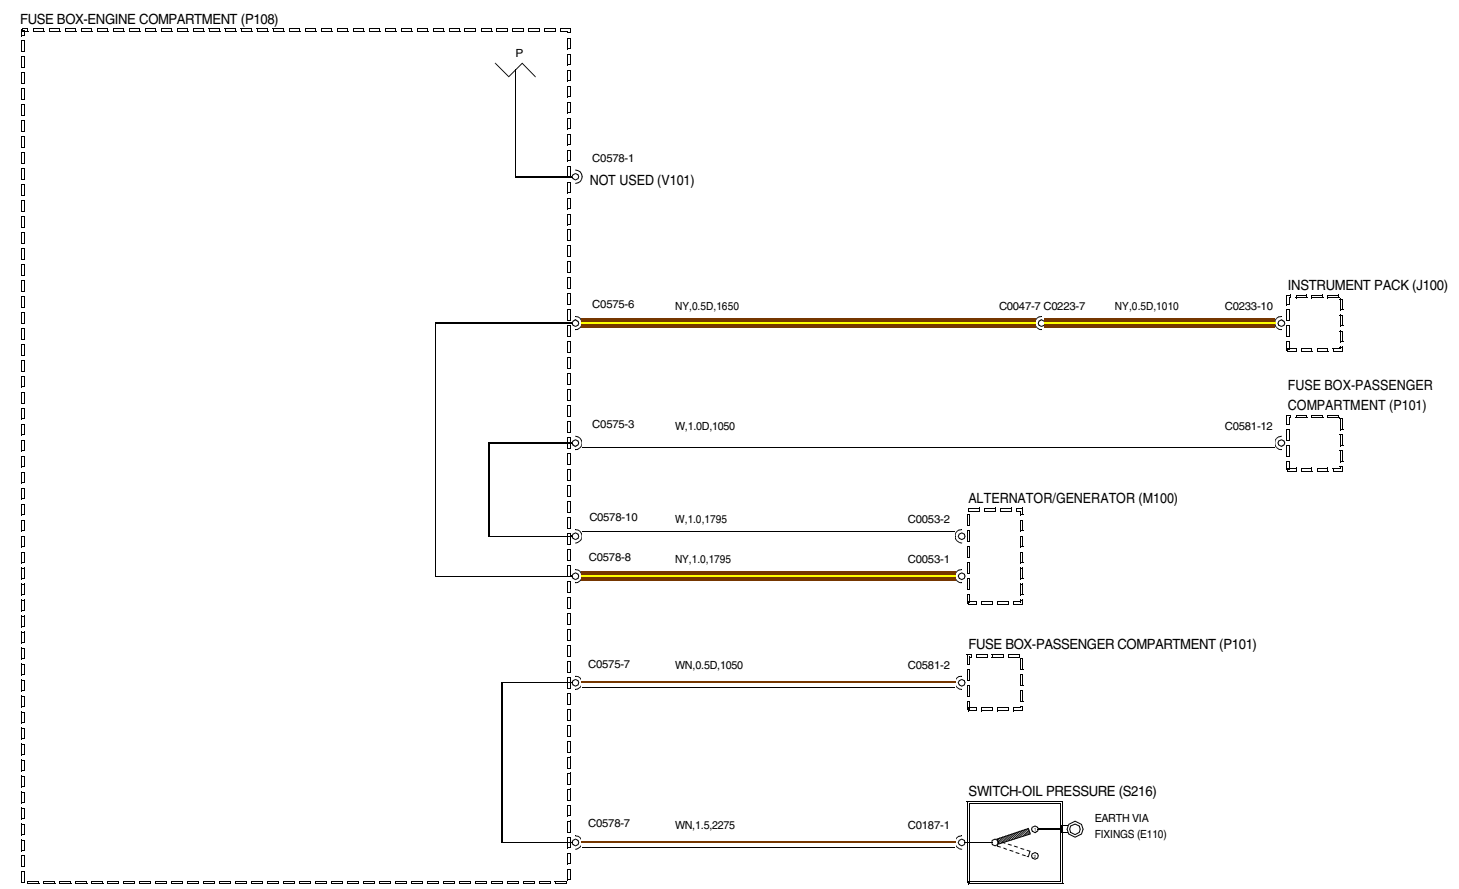 FUSE BOX-ENGINE COMPARTMENT (P108)
P
C0578-1
NOT USED (V101)
INSTRUMENT PACK (J100)
C0575-6 NY,0.5D,1650 C0047-7 C0223-7 NY,0.5D,1010 C0233-10
FUSE BOX-PASSENGER
COMPARTMENT (P101)
C0575-3 W,1.0D,1050 C0581-12
ALTERNATOR/GENERATOR (M100)
C0578-10 W,1.0,1795 C0053-2
C0578-8 NY,1.0,1795 C0053-1
FUSE BOX-PASSENGER COMPARTMENT (P101)
C0575-7 WN,0.5D,1050 C0581-2
SWITCH-OIL PRESSURE (S216)
C0578-7 WN,1.5,2275 C0187-1
EARTH VIA
FIXINGS (E110)